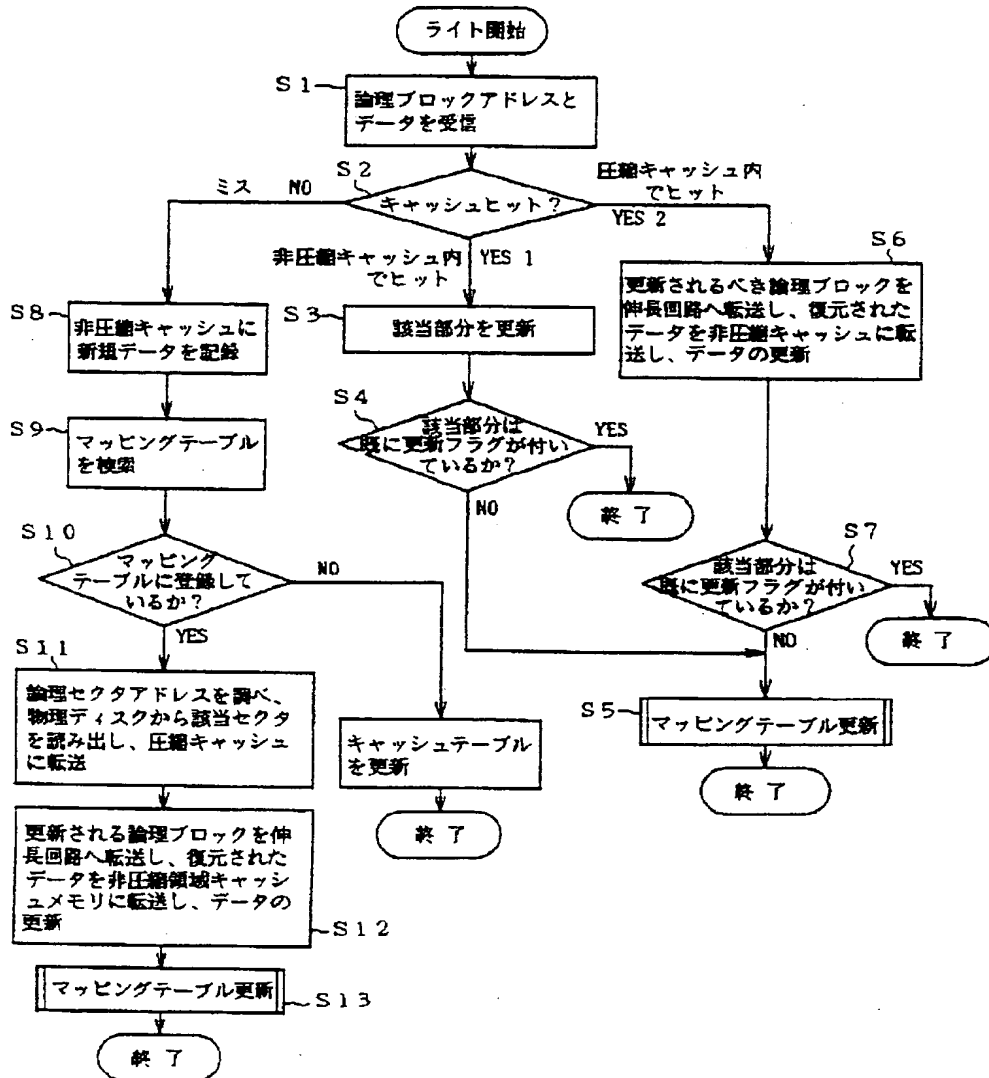 ライト開始
S1
論理ブロックアドレスと
データを受信
S2
キャッシュヒット?
ミス NO
圧縮キャッシュ内
でヒット
YES 2
非圧縮キャッシュ内
でヒット
YES 1
S8
非圧縮キャッシュに
新規データを記録
S3
該当部分を更新
S6
更新されるべき論理ブロックを
伸長回路へ転送し、復元された
データを非圧縮キャッシュに転
送し、データの更新
S9
マッピングテーブル
を検索
S4
該当部分は
既に更新フラグが付い
ているか?
YES
NO
終了
S10
マッピング
テーブルに登録して
いるか?
NO
YES
S7
該当部分は
既に更新フラグが付い
ているか?
YES
NO
終了
S11
論理セクタアドレスを調べ、
物理ディスクから該当セクタ
を読み出し、圧縮キャッシュ
に転送
キャッシュテーブル
を更新
終了
S5
マッピングテーブル更新
終了
更新される論理ブロックを伸
長回路へ転送し、復元された
データを非圧縮領域キャッシ
ュメモリに転送し、データの
更新
S12
マッピングテーブル更新
S13
終了